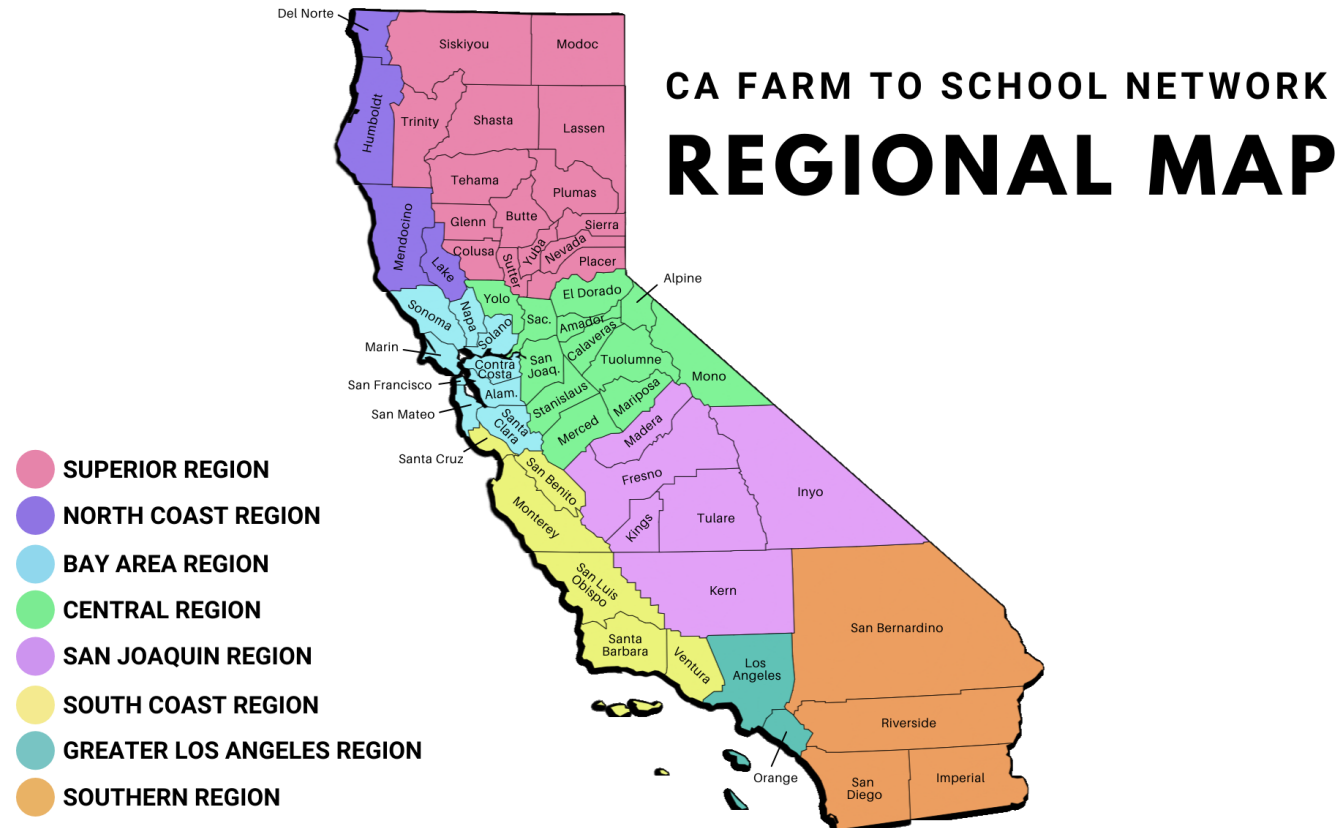 CA FARM TO SCHOOL NETWORK
REGIONAL MAP
Del Norte
Siskiyou
Modoc
Humboldt
Trinity
Shasta
Lassen
Tehama
Plumas
Mendocino
Glenn
Butte
Sierra
Lake
Colusa
Sutter
Yuba
Nevada
Placer
Alpine
Sonoma
Napa
Yolo
Solano
Sac.
El Dorado
Amador
Calaveras
Marin
Contra
Costa
San
Joaq.
Tuolumne
Mono
San Francisco
Alam.
Stanislaus
Mariposa
San Mateo
Santa
Clara
Merced
Madera
Santa Cruz
San Benito
Fresno
Inyo
Monterey
Kings
Tulare
San Luis
Obispo
Kern
San Bernardino
Santa
Barbara
Ventura
Los
Angeles
Riverside
Orange
San
Diego
Imperial
SUPERIOR REGION
NORTH COAST REGION
BAY AREA REGION
CENTRAL REGION
SAN JOAQUIN REGION
SOUTH COAST REGION
GREATER LOS ANGELES REGION
SOUTHERN REGION